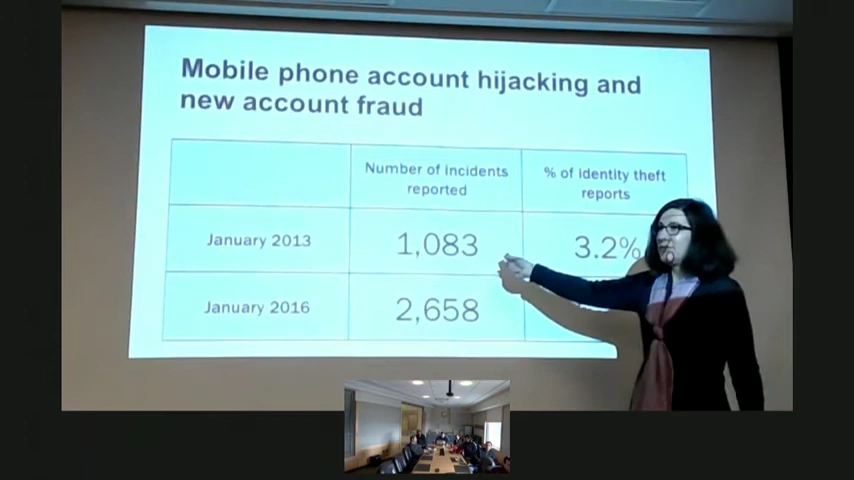 Mobile phone account hijacking and
new account fraud
Number of incidents
reported
% of identity theft
reports
January 2013
1,083
3.2%
January 2016
2,658